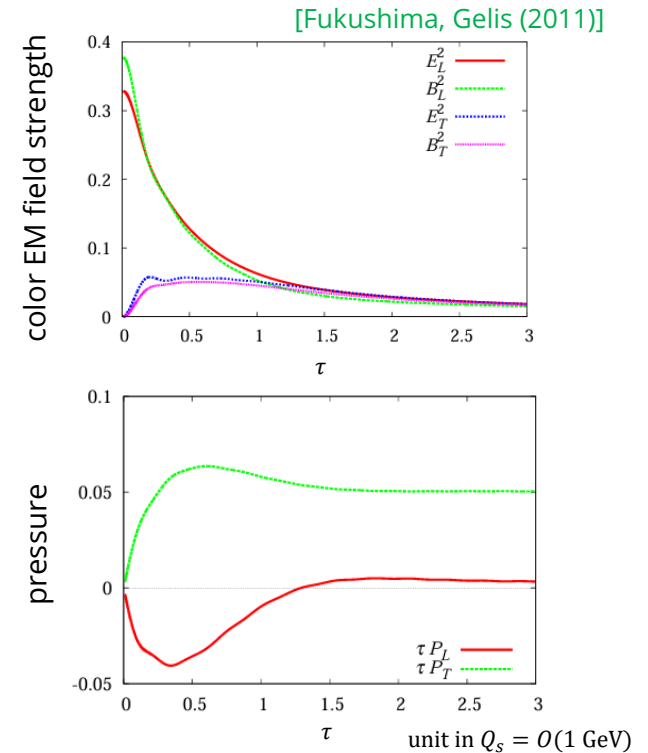 [Fukushima, Gelis (2011)]
color EM field strength
0.4
0.3
0.2
0.1
0
E_L^2
B_L^2
E_T^2
B_T^2
0 0.5 1 1.5 2 2.5 3
τ
pressure
0.1
0.05
0
-0.05
τ P_L
τ P_T
0 0.5 1 1.5 2 2.5 3
τ
unit in Q_s = O(1 GeV)